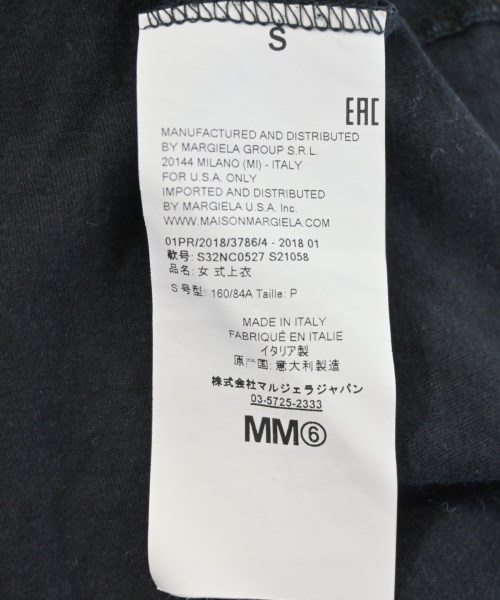 S
EAC
MANUFACTURED AND DISTRIBUTED
BY MARGIELA GROUP S.R.L.
20144 MILANO (MI) - ITALY
FOR U.S.A. ONLY
IMPORTED AND DISTRIBUTED
BY MARGIELA U.S.A. Inc.
WWW.MAISONMARGIELA.COM
01PR/2018/3786/4 - 2018 01
款号: S32NC0527 S21058
品名: 女 式上衣
S 号型: 160/84A Taille: P
MADE IN ITALY
FABRIQUÉ EN ITALIE
イタリア製
原产国: 意大利製造
株式会社マルジェラジャパン
03-5725-2333
MM⑥